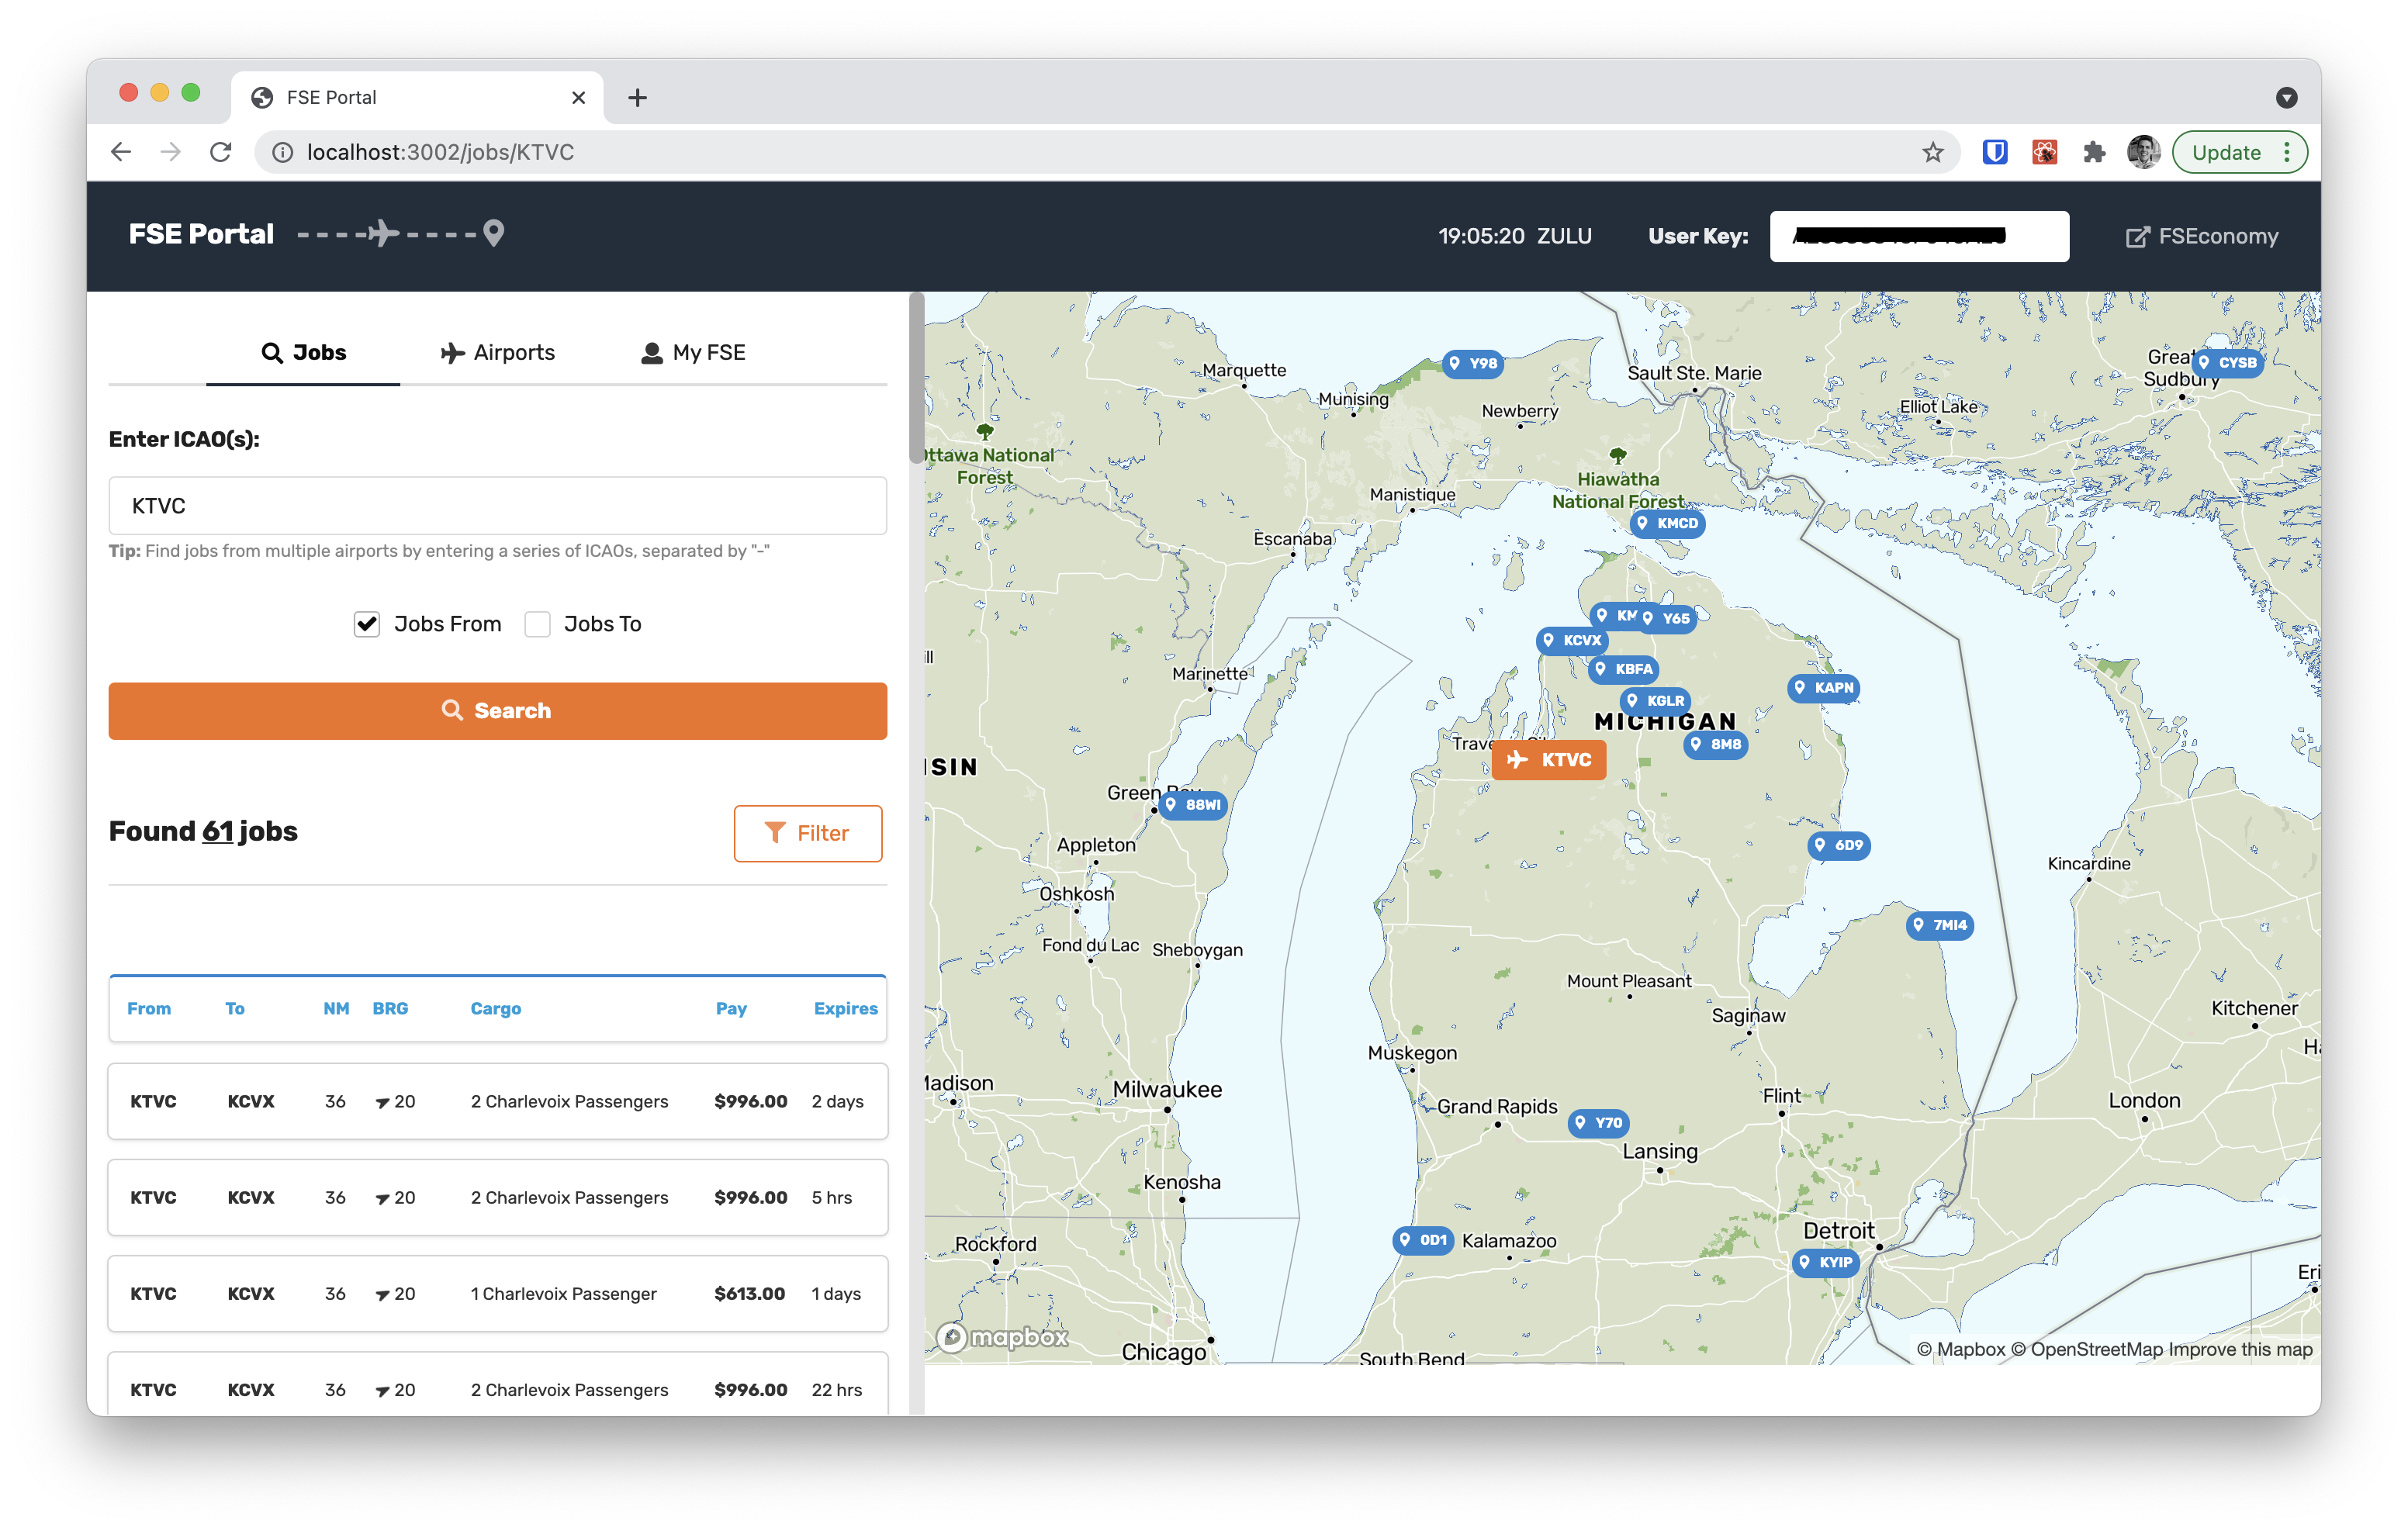 FSE Portal
localhost:3002/jobs/KTVC
Update
FSE Portal
19:05:20 ZULU
User Key:
FSEconomy
Jobs
Airports
My FSE
Enter ICAO(s):
KTVC
Tip: Find jobs from multiple airports by entering a series of ICAOs, separated by "-"
Jobs From
Jobs To
Search
Found 61 jobs
Filter
From To NM BRG Cargo Pay Expires
KTVC KCVX 36 20 2 Charlevoix Passengers $996.00 2 days
KTVC KCVX 36 20 2 Charlevoix Passengers $996.00 5 hrs
KTVC KCVX 36 20 1 Charlevoix Passenger $613.00 1 days
KTVC KCVX 36 20 2 Charlevoix Passengers $996.00 22 hrs
Marquette
Y98
Sault Ste. Marie
Great
Sudbury
CYSB
Munising
Newberry
Elliot Lake
Ottawa National
Forest
Hiawatha
National Forest
Manistique
KMCD
Escanaba
KM
Y65
KCVX
Marinette
KBFA
KAPN
KGLR
MICHIGAN
8M8
KTVC
ISIN
Green
88WI
Appleton
6D9
Kincardine
Oshkosh
7MI4
Fond du Lac
Sheboygan
Mount Pleasant
Saginaw
Kitchener
Muskegon
Madison
Milwaukee
Flint
London
Grand Rapids
Y70
Lansing
Kenosha
Detroit
0D1
Kalamazoo
Rockford
KYIP
Eri
mapbox
Chicago
South Bend
© Mapbox © OpenStreetMap Improve this map